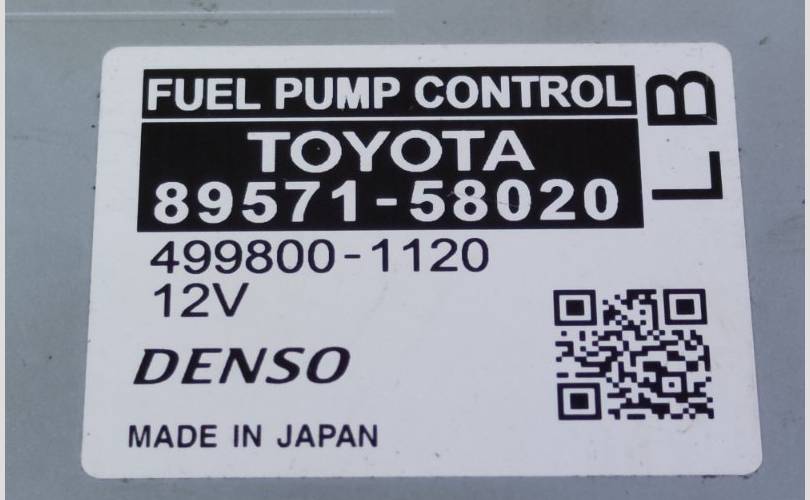 FUEL PUMP CONTROL
TOYOTA
89571-58020
LB
499800-1120
12V
DENSO
MADE IN JAPAN